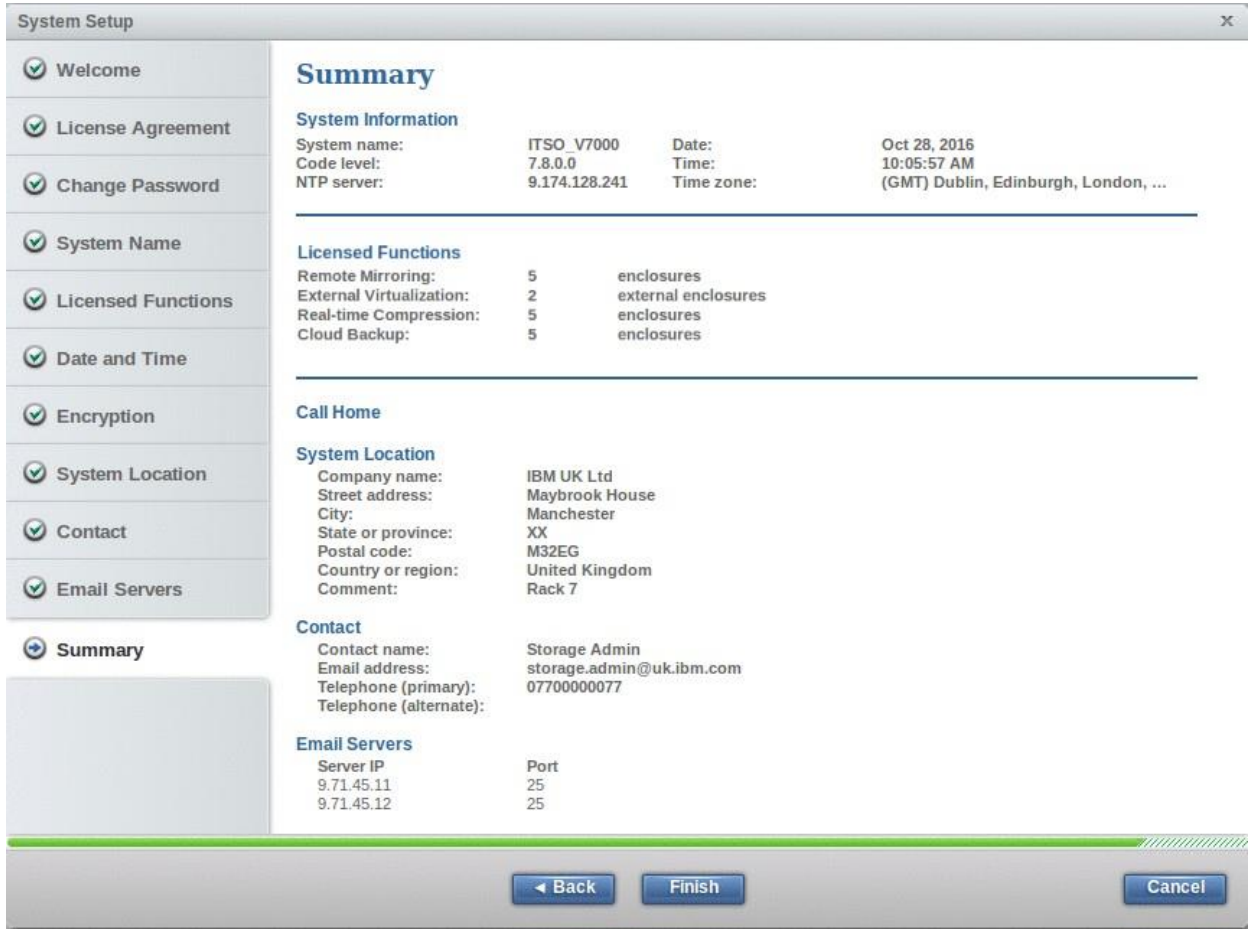 System Setup x
Welcome
License Agreement
Change Password
System Name
Licensed Functions
Date and Time
Encryption
System Location
Contact
Email Servers
Summary
Summary
System Information
System name: ITSO_V7000 Date: Oct 28, 2016
Code level: 7.8.0.0 Time: 10:05:57 AM
NTP server: 9.174.128.241 Time zone: (GMT) Dublin, Edinburgh, London, ...
Licensed Functions
Remote Mirroring: 5 enclosures
External Virtualization: 2 external enclosures
Real-time Compression: 5 enclosures
Cloud Backup: 5 enclosures
Call Home
System Location
Company name: IBM UK Ltd
Street address: Maybrook House
City: Manchester
State or province: XX
Postal code: M32EG
Country or region: United Kingdom
Comment: Rack 7
Contact
Contact name: Storage Admin
Email address: storage.admin@uk.ibm.com
Telephone (primary): 07700000077
Telephone (alternate):
Email Servers
Server IP Port
9.71.45.11 25
9.71.45.12 25
◄ Back Finish Cancel